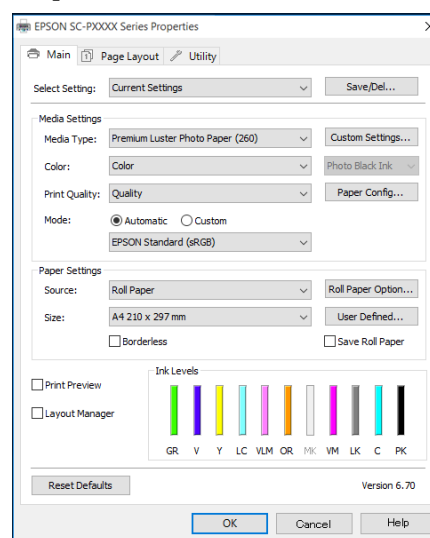 EPSON SC-PXXXX Series Properties
Main Page Layout Utility
Select Setting: Current Settings Save/Del...
Media Settings
Media Type: Premium Luster Photo Paper (260) Custom Settings...
Color: Color Photo Black Ink
Print Quality: Quality Paper Config...
Mode: Automatic Custom
EPSON Standard (sRGB)
Paper Settings
Source: Roll Paper Roll Paper Option...
Size: A4 210 x 297 mm User Defined...
Borderless Save Roll Paper
Ink Levels
Print Preview
Layout Manager
GR V Y LC VLM OR MK VM LK C PK
Reset Defaults Version 6.70
OK Cancel Help